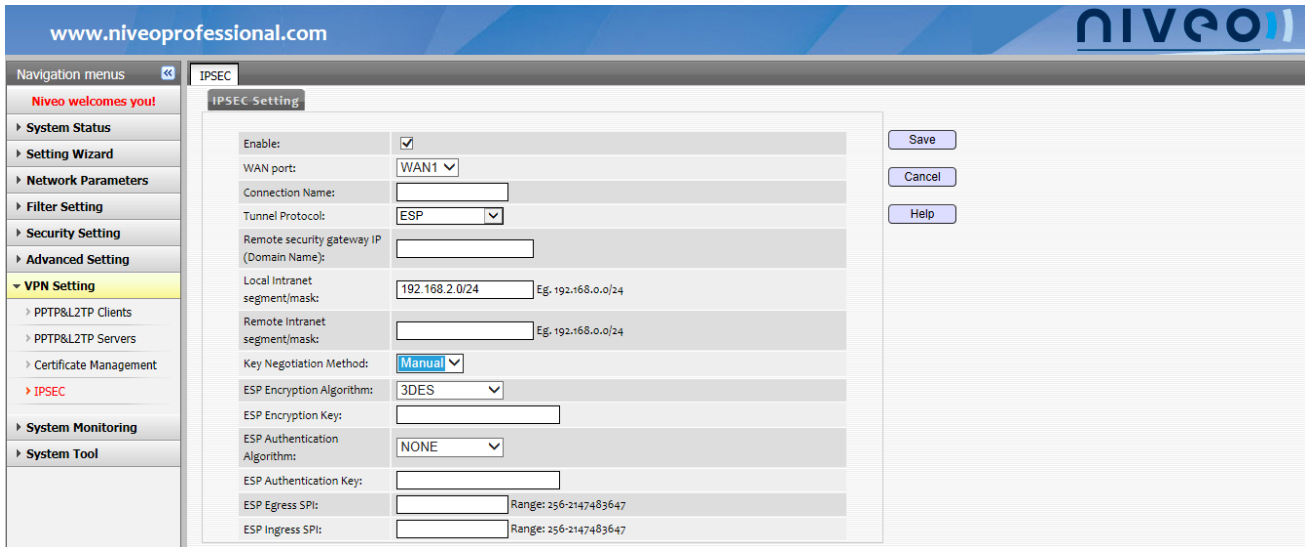 www.niveoprofessional.com
niveo
Navigation menus
Niveo welcomes you!
System Status
Setting Wizard
Network Parameters
Filter Setting
Security Setting
Advanced Setting
VPN Setting
PPTP&L2TP Clients
PPTP&L2TP Servers
Certificate Management
IPSEC
System Monitoring
System Tool
IPSEC
IPSEC Setting
Enable:
WAN port: WAN1
Connection Name:
Tunnel Protocol: ESP
Remote security gateway IP
(Domain Name):
Local Intranet
segment/mask: 192.168.2.0/24 Eg. 192.168.0.0/24
Remote Intranet
segment/mask: Eg. 192.168.0.0/24
Key Negotiation Method: Manual
ESP Encryption Algorithm: 3DES
ESP Encryption Key:
ESP Authentication
Algorithm: NONE
ESP Authentication Key:
ESP Egress SPI: Range: 256-2147483647
ESP Ingress SPI: Range: 256-2147483647
Save
Cancel
Help